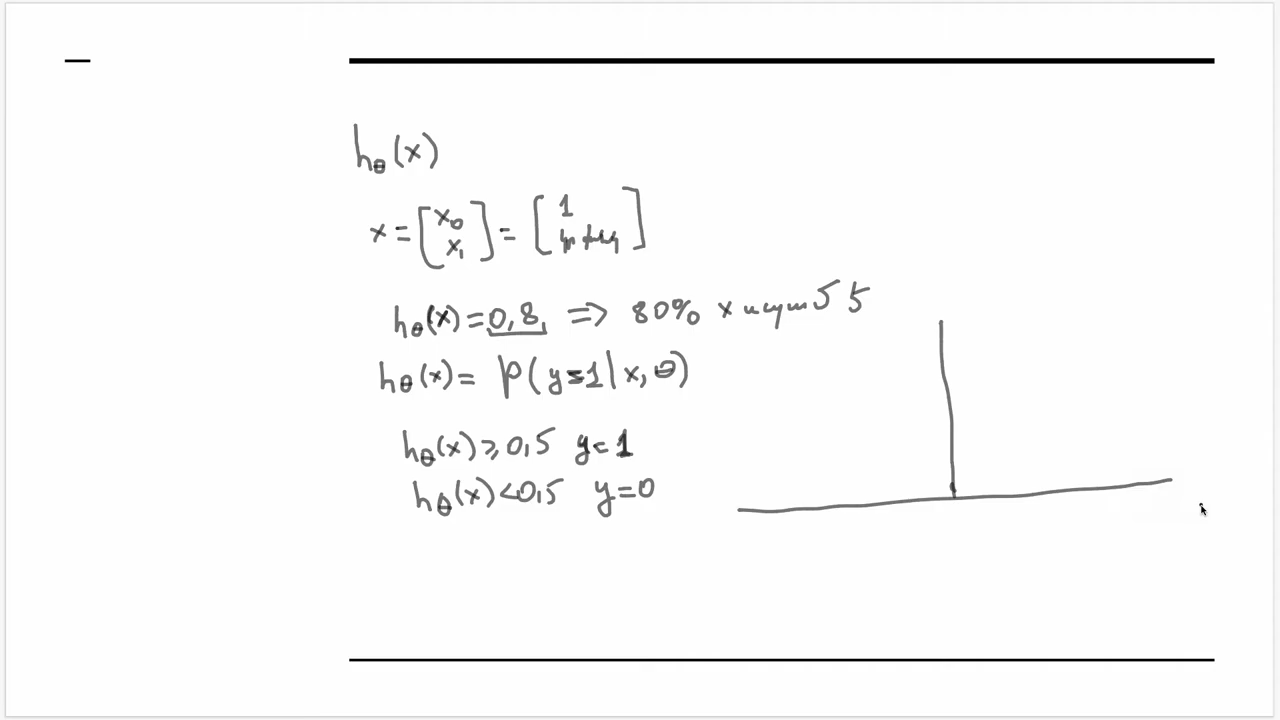 hθ(x)
x = [x₀ x₁] = [1 ]
hθ(x) = 0,8 => 80% x
hθ(x) = P(y=1|x,θ)
hθ(x) ≥ 0,5 y=1
hθ(x) < 0,5 y=0